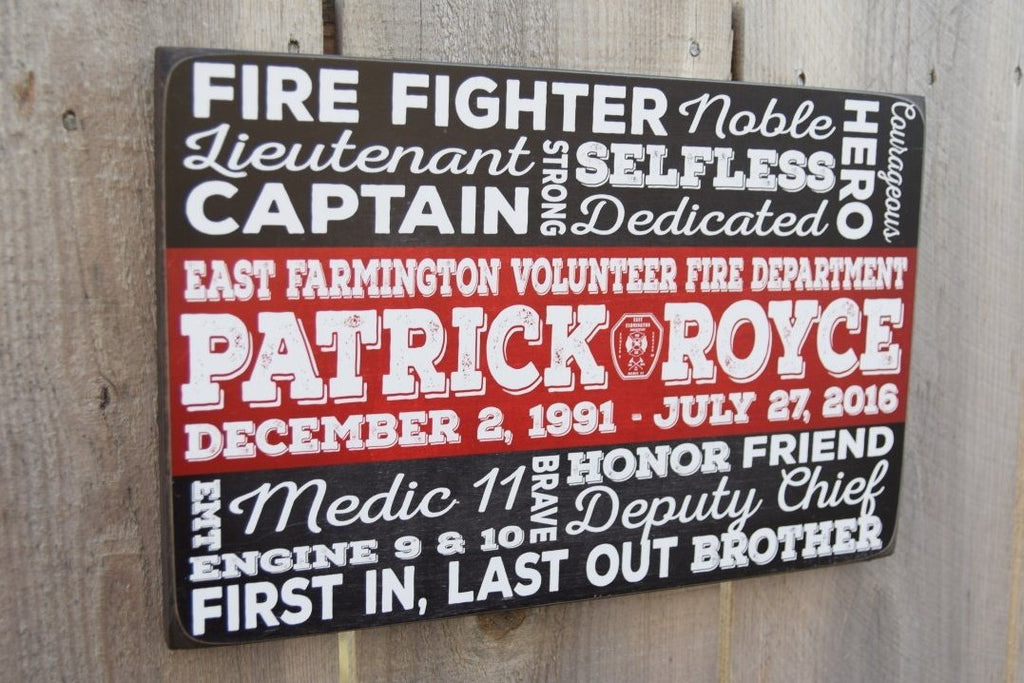 FIRE FIGHTER Noble
HERO
Courageous
Lieutenant
STRONG
SELFLESS
CAPTAIN
Dedicated
EAST FARMINGTON VOLUNTEER FIRE DEPARTMENT
PATRICK ROYCE
EAST
FARMINGTON
DECEMBER 2, 1991 - JULY 27, 2016
EMT
Medic 11
BRAVE
HONOR FRIEND
Deputy Chief
ENGINE 9 & 10
FIRST IN, LAST OUT BROTHER